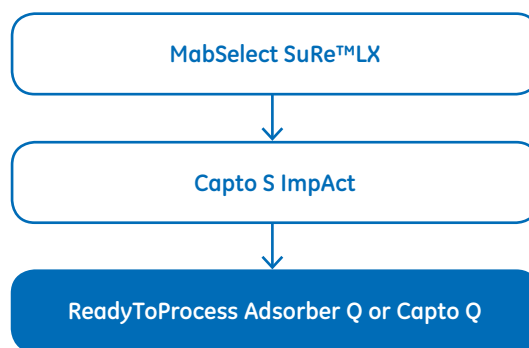 MabSelect SuRe™LX
Capto S ImpAct
ReadyToProcess Adsorber Q or Capto Q